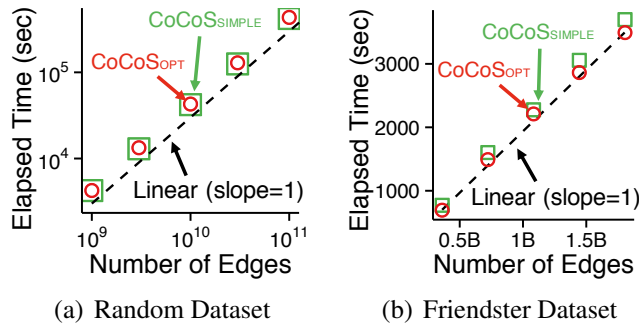 Elapsed Time (sec)
10^5
10^4
CoCoS_SIMPLE
CoCoS_OPT
Linear (slope=1)
10^9
10^10
10^11
Number of Edges
(a) Random Dataset
Elapsed Time (sec)
3000
2000
1000
CoCoS_SIMPLE
CoCoS_OPT
Linear (slope=1)
0.5B
1B
1.5B
Number of Edges
(b) Friendster Dataset